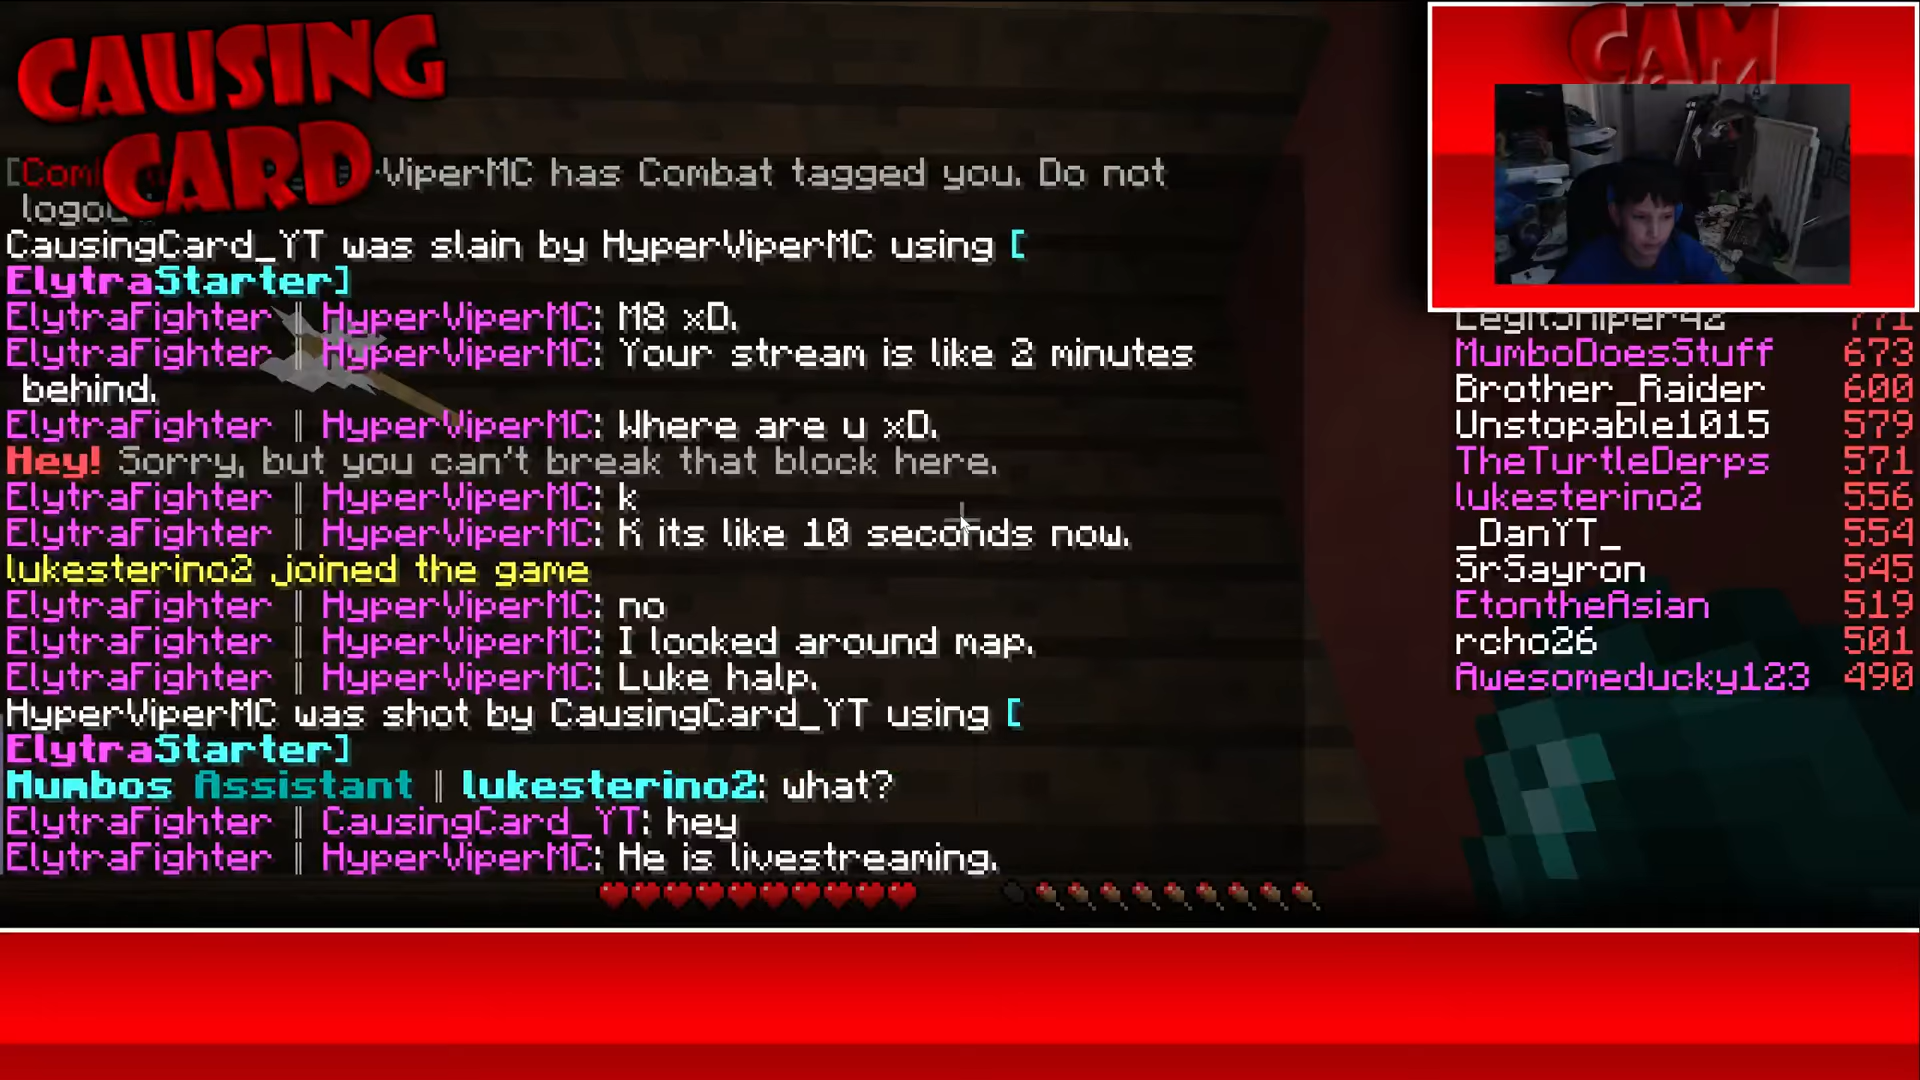 CAUSING
CARD
CAM
ViperMC has Combat tagged you. Do not
logou
CausingCard_YT was slain by HyperViperMC using [
ElytraStarter]
ElytraFighter ‖ HyperViperMC: M8 xD.
ElytraFighter ‖ HyperViperMC: Your stream is like 2 minutes
behind.
ElytraFighter ‖ HyperViperMC: Where are u xD.
Hey! Sorry, but you can't break that block here.
ElytraFighter ‖ HyperViperMC: k
ElytraFighter ‖ HyperViperMC: K its like 10 seconds now.
lukesterino2 joined the game
ElytraFighter ‖ HyperViperMC: no
ElytraFighter ‖ HyperViperMC: I looked around map.
ElytraFighter ‖ HyperViperMC: Luke halp.
HyperViperMC was shot by CausingCard_YT using [
ElytraStarter]
Mumbos Assistant ‖ lukesterino2: what?
ElytraFighter ‖ CausingCard_YT: hey
ElytraFighter ‖ HyperViperMC: He is livestreaming.
LegitSniper42 771
MumboDoesStuff 673
Brother_Raider 600
Unstopable1015 579
TheTurtleDerps 571
lukesterino2 556
_DanYT_ 554
SrSayron 545
EtontheAsian 519
rcho26 501
Awesomeducky123 490